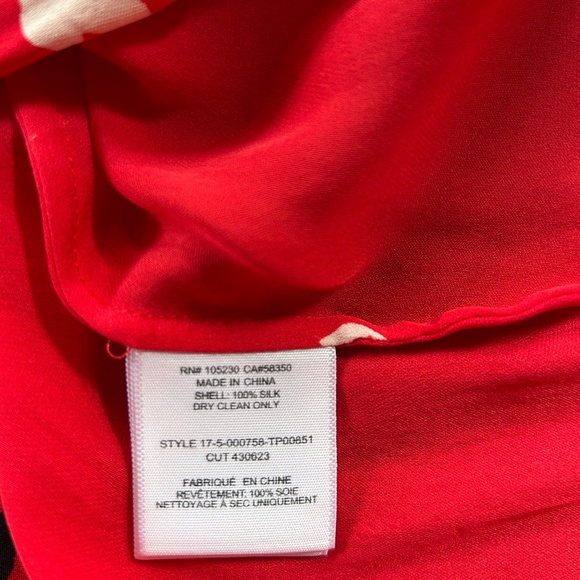 RN# 105230 CA#58350
MADE IN CHINA
SHELL: 100% SILK
DRY CLEAN ONLY
STYLE 17-5-000758-TP00851
CUT 430623
FABRIQUÉ EN CHINE
REVÊTEMENT: 100% SOIE
NETTOYAGE À SEC UNIQUEMENT